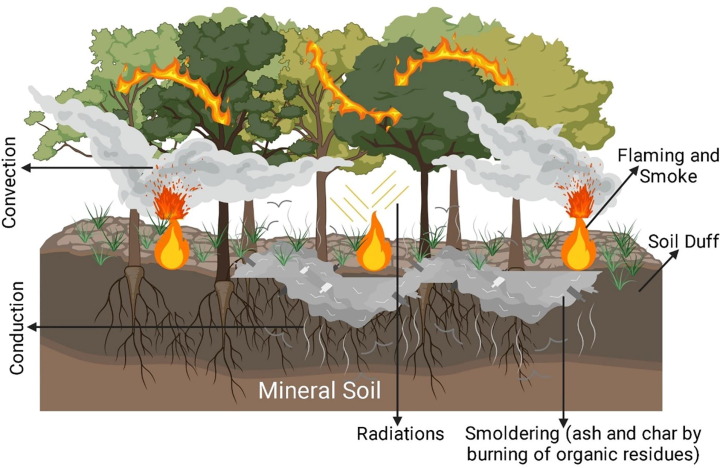 Convection
Flaming and
Smoke
Soil Duff
Conduction
Mineral Soil
Radiations
Smoldering (ash and char by
burning of organic residues)